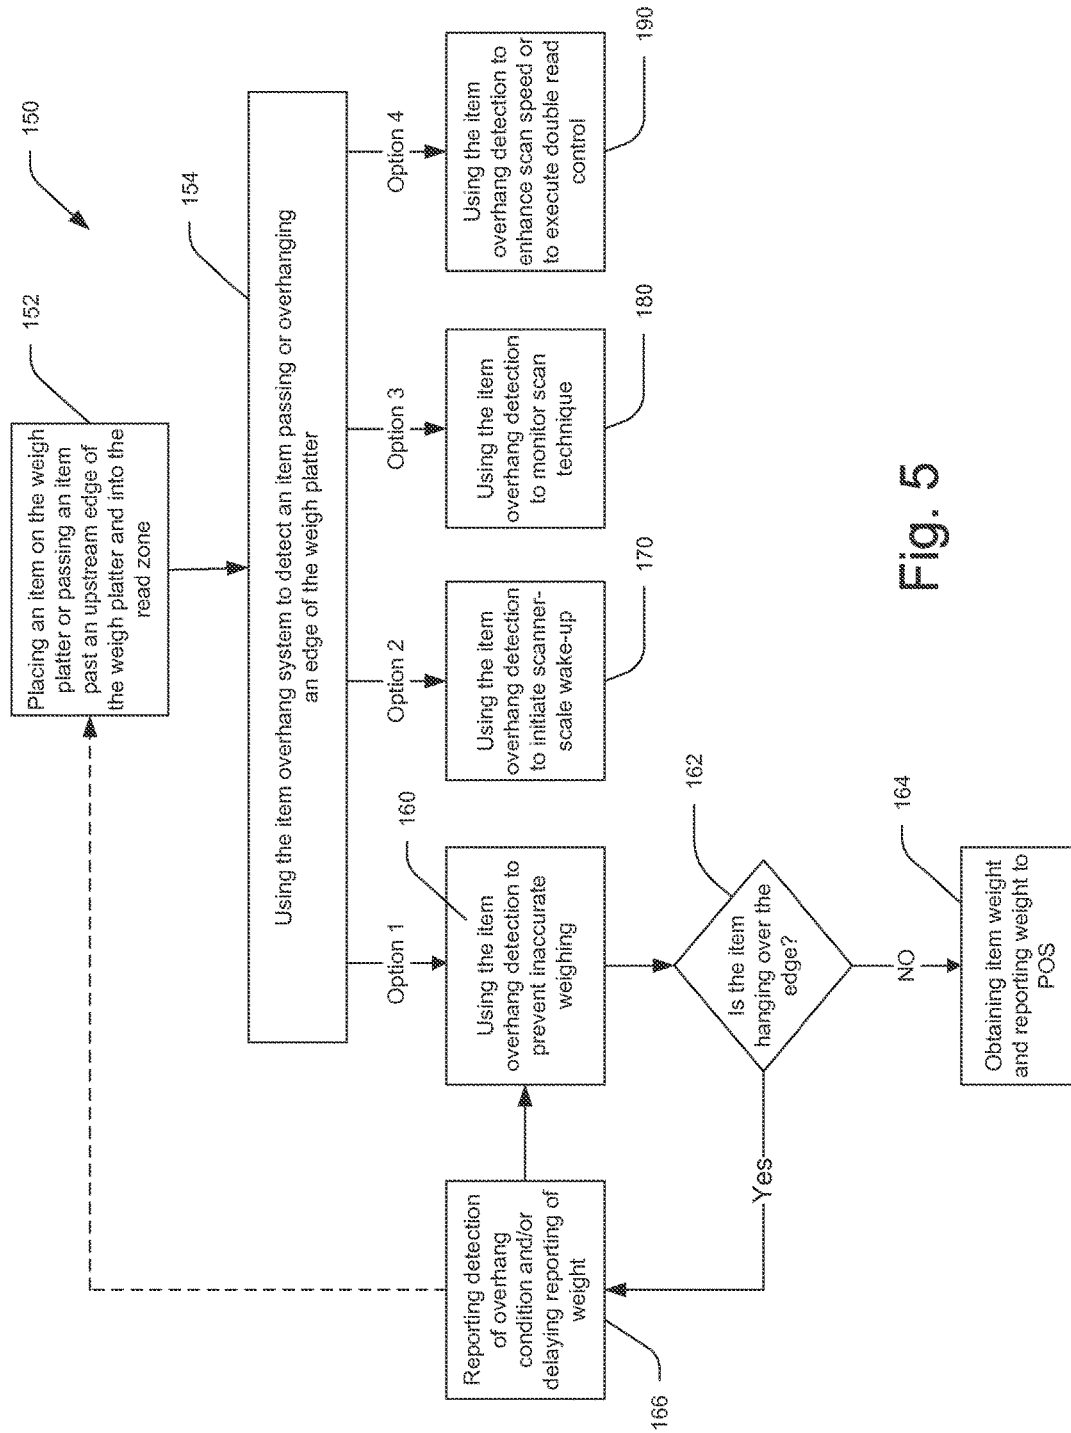 150
152
Placing an item on the weigh
platter or passing an item
past an upstream edge of
the weigh platter and into the
read zone
154
Using the item overhang system to detect an item passing or overhanging
an edge of the weigh platter
Option 1
Option 2
Option 3
Option 4
160
Using the item
overhang detection to
prevent inaccurate
weighing
Using the item
overhang detection
to initiate scanner-
scale wake-up
170
Using the item
overhang detection
to monitor scan
technique
180
Using the item
overhang detection to
enhance scan speed or
to execute double read
control
190
162
Is the item
hanging over the
edge?
Yes
NO
Reporting detection
of overhang
condition and/or
delaying reporting of
weight
166
164
Obtaining item weight
and reporting weight to
POS
Fig. 5